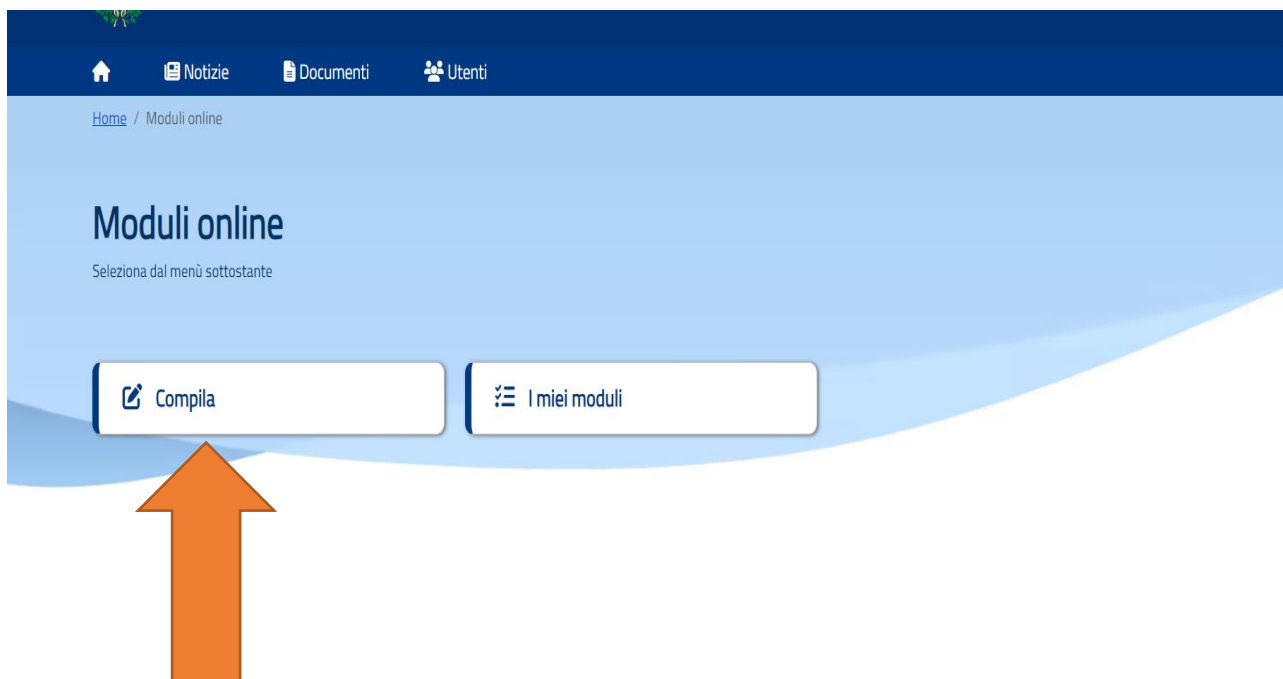 Notizie Documenti Utenti
Home / Moduli online
Moduli online
Seleziona dal menù sottostante
Compila I miei moduli